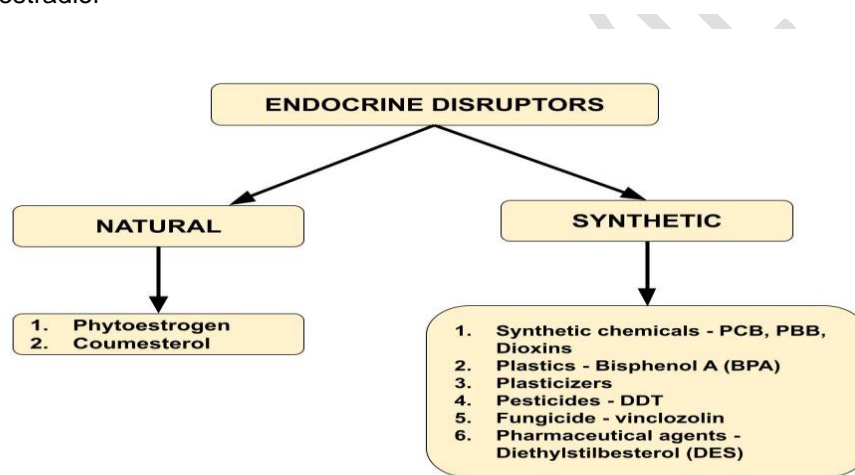 ENDOCRINE DISRUPTORS
NATURAL
SYNTHETIC
1. Phytoestrogen
2. Coumesterol
1. Synthetic chemicals - PCB, PBB,
Dioxins
2. Plastics - Bisphenol A (BPA)
3. Plasticizers
4. Pesticides - DDT
5. Fungicide - vinclozolin
6. Pharmaceutical agents -
Diethylstilbesterol (DES)